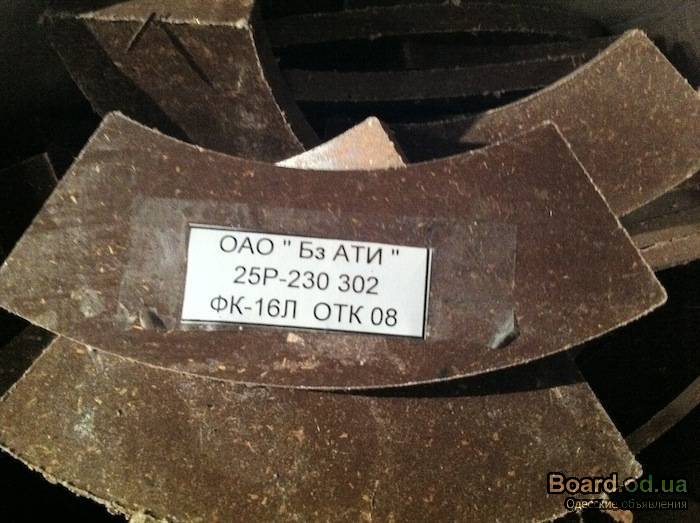 ОАО " Бз АТИ "
25Р-230 302
ФК-16Л ОТК 08
Board.od.ua
Одесские объявления